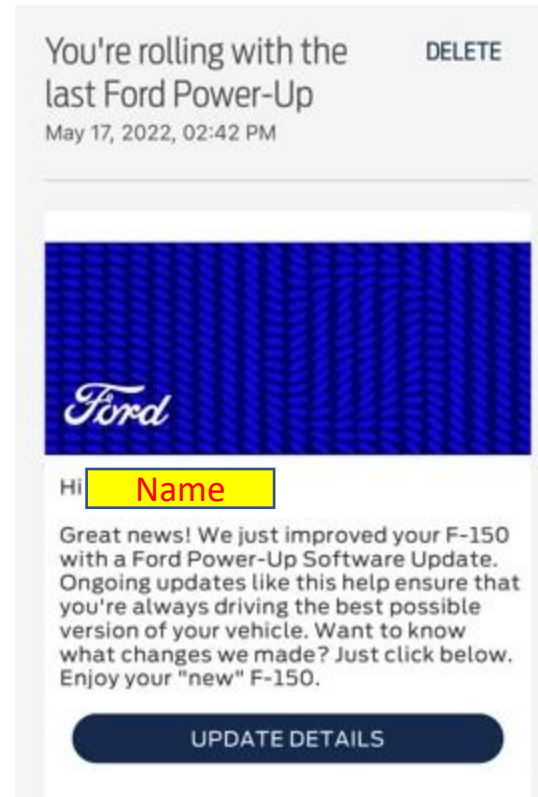 You're rolling with the
DELETE
last Ford Power-Up
May 17, 2022, 02:42 PM
Ford
Hi Name
Great news! We just improved your F-150
with a Ford Power-Up Software Update.
Ongoing updates like this help ensure that
you're always driving the best possible
version of your vehicle. Want to know
what changes we made? Just click below.
Enjoy your "new" F-150.
UPDATE DETAILS